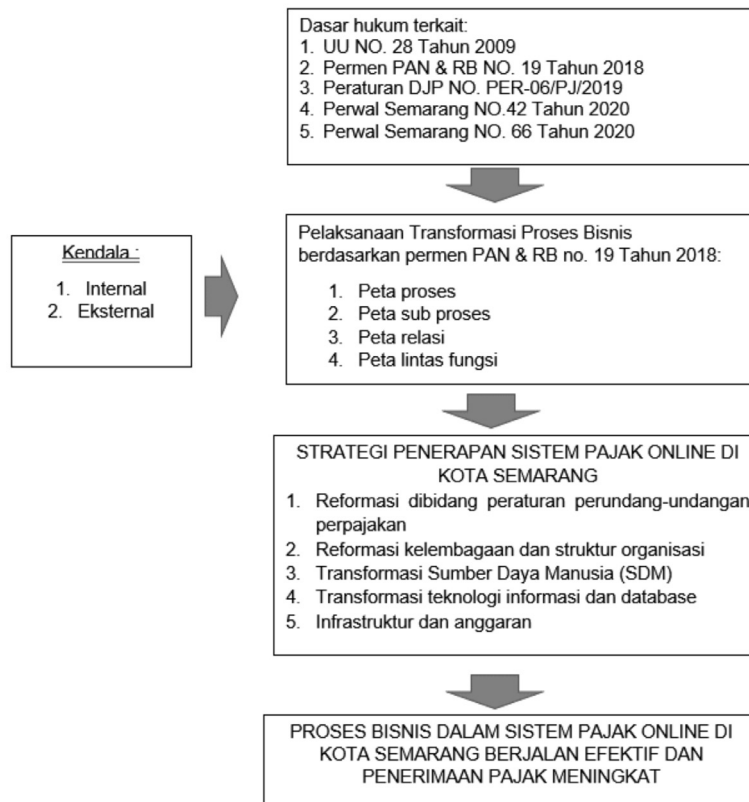 Dasar hukum terkait:
1. UU NO. 28 Tahun 2009
2. Permen PAN & RB NO. 19 Tahun 2018
3. Peraturan DJP NO. PER-06/PJ/2019
4. Perwal Semarang NO.42 Tahun 2020
5. Perwal Semarang NO. 66 Tahun 2020
Kendala :
1. Internal
2. Eksternal
Pelaksanaan Transformasi Proses Bisnis
berdasarkan permen PAN & RB no. 19 Tahun 2018:
1. Peta proses
2. Peta sub proses
3. Peta relasi
4. Peta lintas fungsi
STRATEGI PENERAPAN SISTEM PAJAK ONLINE DI
KOTA SEMARANG
1. Reformasi dibidang peraturan perundang-undangan
perpajakan
2. Reformasi kelembagaan dan struktur organisasi
3. Transformasi Sumber Daya Manusia (SDM)
4. Transformasi teknologi informasi dan database
5. Infrastruktur dan anggaran
PROSES BISNIS DALAM SISTEM PAJAK ONLINE DI
KOTA SEMARANG BERJALAN EFEKTIF DAN
PENERIMAAN PAJAK MENINGKAT